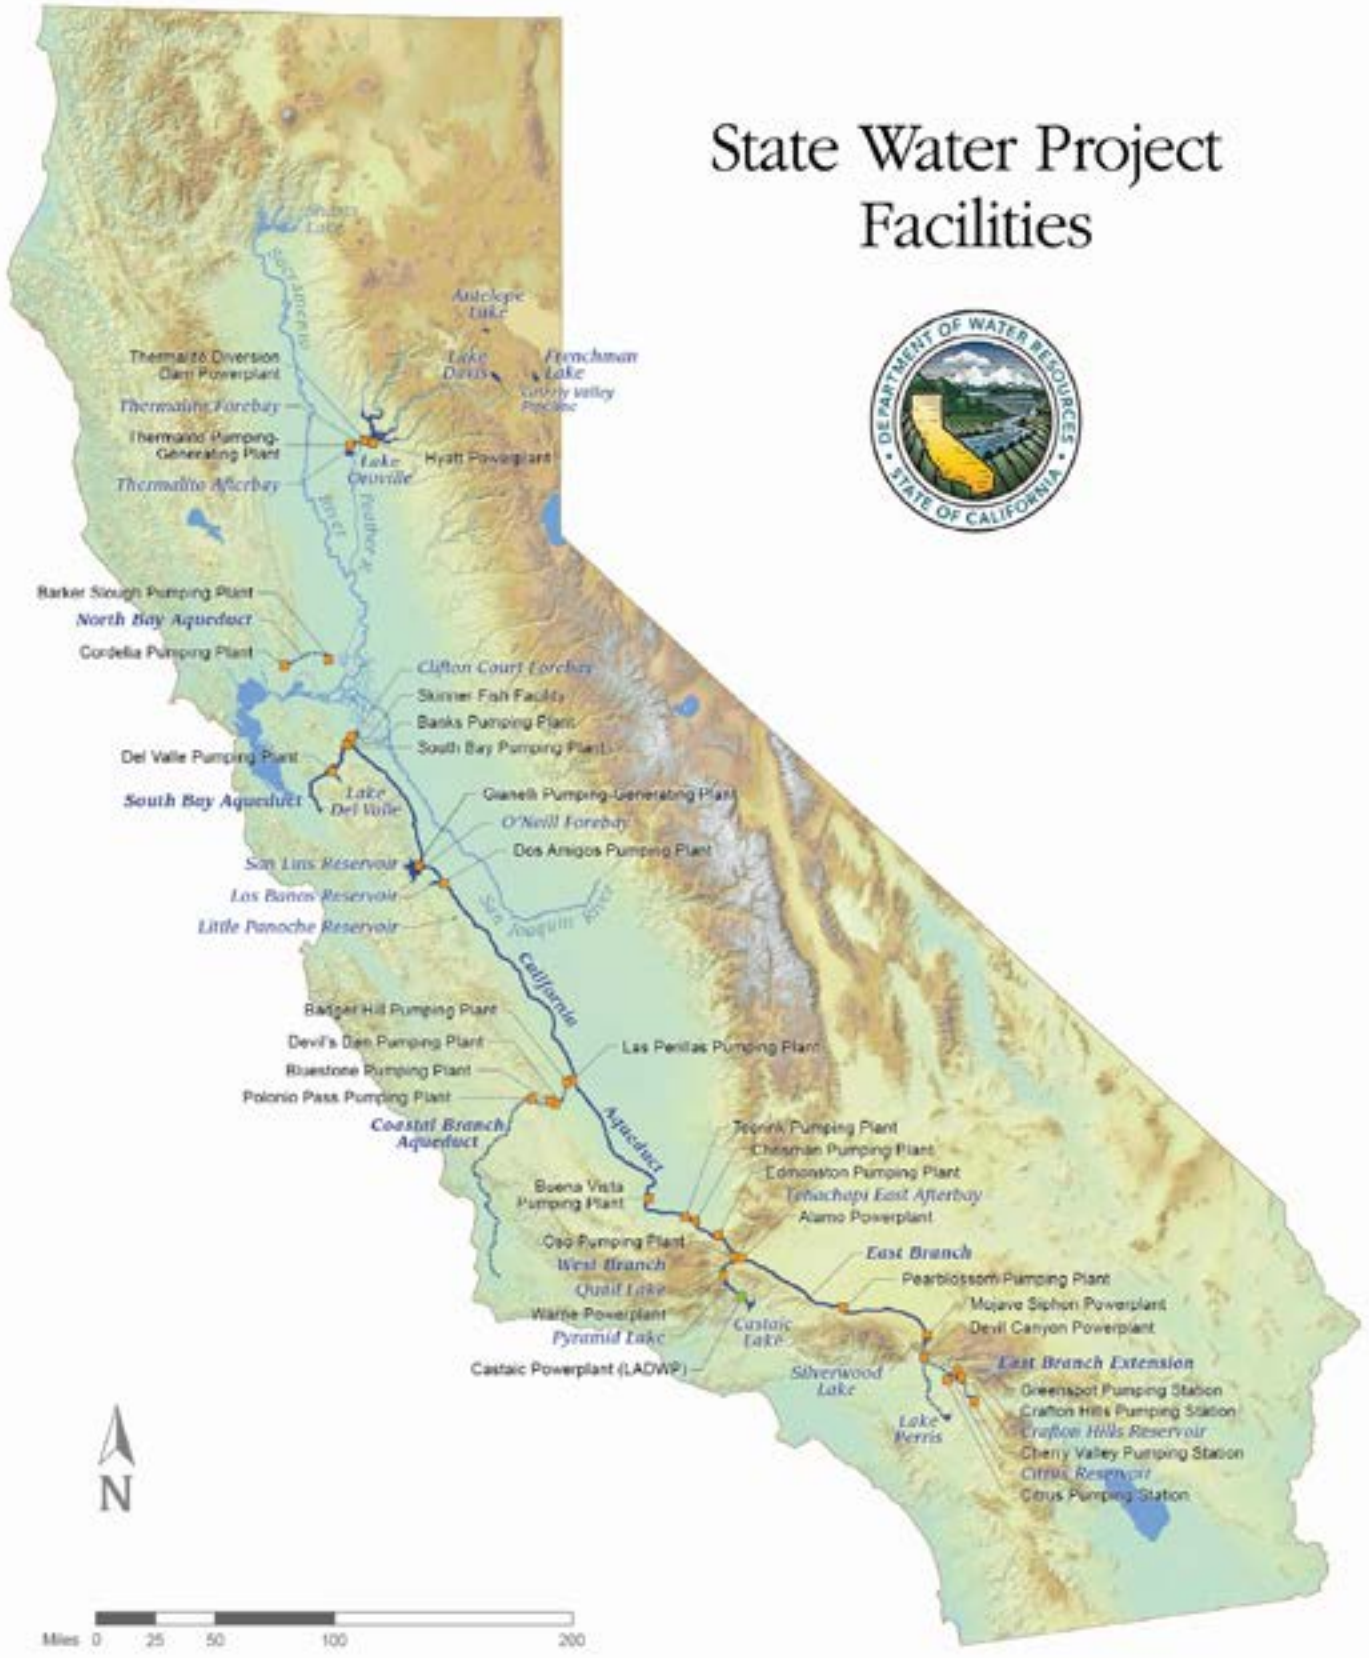 State Water Project
Facilities
DEPARTMENT OF WATER RESOURCES
STATE OF CALIFORNIA
Shasta
Lake
Sacramento
Antelope
Lake
Thermalito Diversion
Dam Powerplant
Lake
Davis
Frenchman
Lake
Grizzly Valley
Pipeline
Thermalito Forebay
Thermalito Pumping-
Generating Plant
Hyatt Powerplant
Lake
Oroville
Thermalito Afterbay
River
Feather R
Barker Slough Pumping Plant
North Bay Aqueduct
Cordelia Pumping Plant
Clifton Court Forebay
Skinner Fish Facility
Banks Pumping Plant
South Bay Pumping Plant
Del Valle Pumping Plant
South Bay Aqueduct
Lake
Del Valle
Gianelli Pumping-Generating Plant
O'Neill Forebay
Dos Amigos Pumping Plant
San Luis Reservoir
Los Banos Reservoir
Little Panoche Reservoir
San
Joaquin
River
California
Badger Hill Pumping Plant
Devil's Den Pumping Plant
Bluestone Pumping Plant
Polonio Pass Pumping Plant
Las Perillas Pumping Plant
Coastal Branch
Aqueduct
Aqueduct
Teerink Pumping Plant
Chrisman Pumping Plant
Edmonston Pumping Plant
Tehachapi East Afterbay
Alamo Powerplant
Buena Vista
Pumping Plant
Oso Pumping Plant
West Branch
Quail Lake
Warne Powerplant
Pyramid Lake
Castaic Powerplant (LADWP)
East Branch
Pearblossom Pumping Plant
Mojave Siphon Powerplant
Devil Canyon Powerplant
Castaic
Lake
Silverwood
Lake
East Branch Extension
Greenspot Pumping Station
Crafton Hills Pumping Station
Crafton Hills Reservoir
Cherry Valley Pumping Station
Citrus Reservoir
Citrus Pumping Station
Lake
Perris
N
Miles 0 25 50 100 200